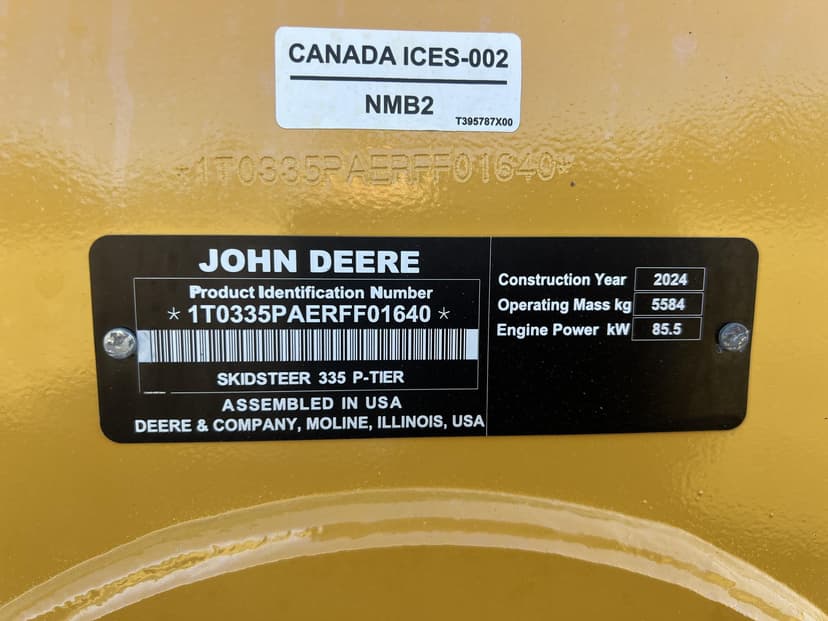 CANADA ICES-002
NMB2
T395787X00
*1T0335PAERFF01640*
JOHN DEERE
Product Identification Number
* 1T0335PAERFF01640 *
SKIDSTEER 335 P-TIER
ASSEMBLED IN USA
DEERE & COMPANY, MOLINE, ILLINOIS, USA
Construction Year 2024
Operating Mass kg 5584
Engine Power kW 85.5